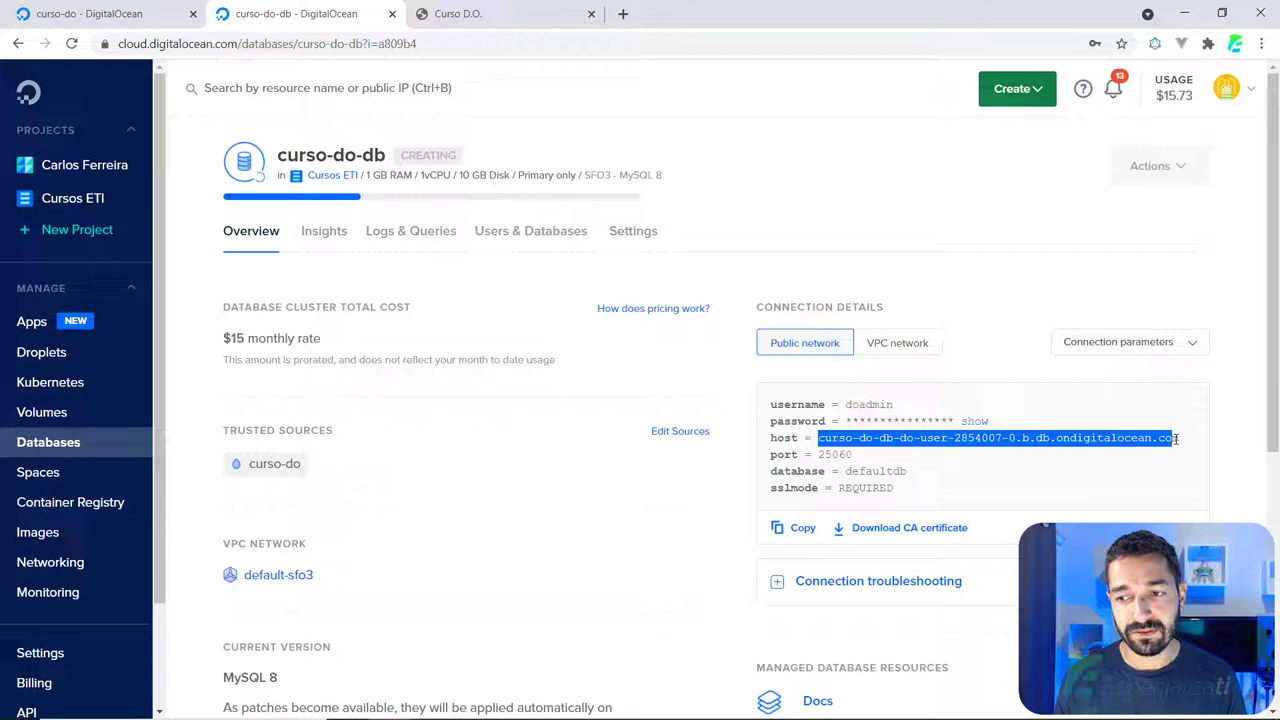 curso-do - DigitalOcean
curso-do-db - DigitalOcean
Curso D.O.
cloud.digitalocean.com/databases/curso-do-db?i=a809b4
Search by resource name or public IP (Ctrl+B)
Create
13
USAGE
$15.73
PROJECTS
Carlos Ferreira
Cursos ETI
+ New Project
MANAGE
Apps NEW
Droplets
Kubernetes
Volumes
Databases
Spaces
Container Registry
Images
Networking
Monitoring
Settings
Billing
API
curso-do-db CREATING
in Cursos ETI / 1 GB RAM / 1vCPU / 10 GB Disk / Primary only / SFO3 - MySQL 8
Actions
Overview Insights Logs & Queries Users & Databases Settings
DATABASE CLUSTER TOTAL COST
How does pricing work?
$15 monthly rate
This amount is prorated, and does not reflect your month to date usage
TRUSTED SOURCES
Edit Sources
curso-do
VPC NETWORK
default-sfo3
CURRENT VERSION
MySQL 8
As patches become available, they will be applied automatically on
CONNECTION DETAILS
Public network VPC network
Connection parameters
username = doadmin
password = *************** show
host = curso-do-db-do-user-2854007-0.b.db.ondigitalocean.com
port = 25060
database = defaultdb
sslmode = REQUIRED
Copy Download CA certificate
Connection troubleshooting
MANAGED DATABASE RESOURCES
Docs